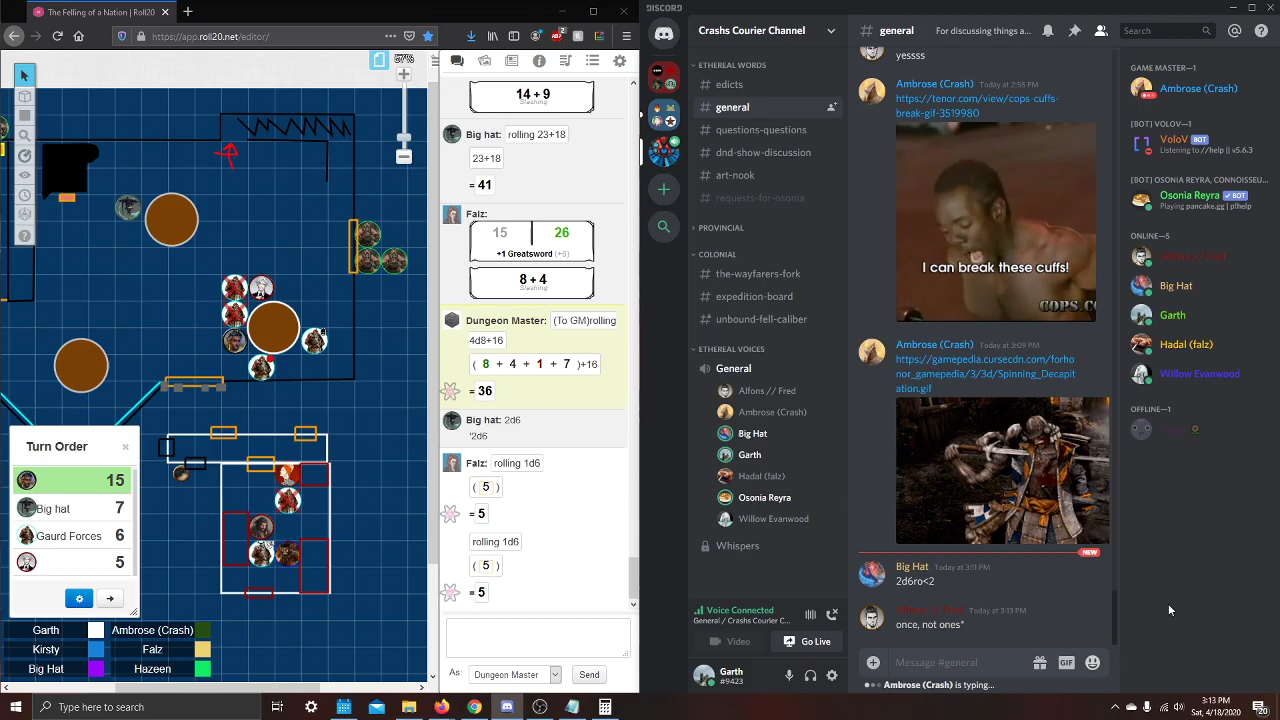 The Felling of a Nation | Roll20
https://app.roll20.net/editor/
67%
14 + 9
Slashing
Big hat: rolling 23+18
23+18
= 41
Falz:
15 26
+1 Greatsword (+6)
8 + 4
Slashing
Dungeon Master: (To GM)rolling
4d8+16
( 8 + 4 + 1 + 7 )+16
= 36
Big hat: 2d6
'2d6
Falz: rolling 1d6
( 5 )
= 5
rolling 1d6
( 5 )
= 5
As: Dungeon Master Send
Turn Order
15
Big hat 7
Gaurd Forces 6
5
Garth Ambrose (Crash)
Kirsty Falz
Big Hat Hazeen
DISCORD
Crashs Courier Channel
ETHEREAL WORDS
edicts
general
questions-questions
dnd-show-discussion
art-nook
requests-for-osonia
PROVINCIAL
COLONIAL
the-wayfarers-fork
expedition-board
unbound-fell-caliber
ETHEREAL VOICES
General
Alfons // Fred
Ambrose (Crash)
Big Hat
Garth
Hadal (falz)
Osonia Reyra
Willow Evanwood
Whispers
Voice Connected
General / Crashs Courier C...
Video Go Live
Garth
#9423
general For discussing things a... Search
yessss
Ambrose (Crash) Today at 2:55 PM
https://tenor.com/view/cops-cuffs-
break-gif-3519980
I can break these cuffs!
COPS.C
Ambrose (Crash) Today at 3:09 PM
https://gamepedia.cursecdn.com/forho
nor_gamepedia/3/3d/Spinning_Decapit
ation.gif
NEW
Big Hat Today at 3:11 PM
2d6ro<2
Today at 3:13 PM
once, not ones*
Message #general
GIF
Ambrose (Crash) is typing...
GAME MASTER—1
Ambrose (Crash)
[BOT] VOLOV—1
VoloV BOT
Listening to //help || v5.6.3
[BOT] OSONIA REYRA, CONNOISSEU...
Osonia Reyra BOT
Playing pancake.gg | p!help
ONLINE—5
Big Hat
Garth
Hadal (falz)
Willow Evanwood
OFFLINE—1
Type here to search
3:13 PM
Sat, 4/18/2020